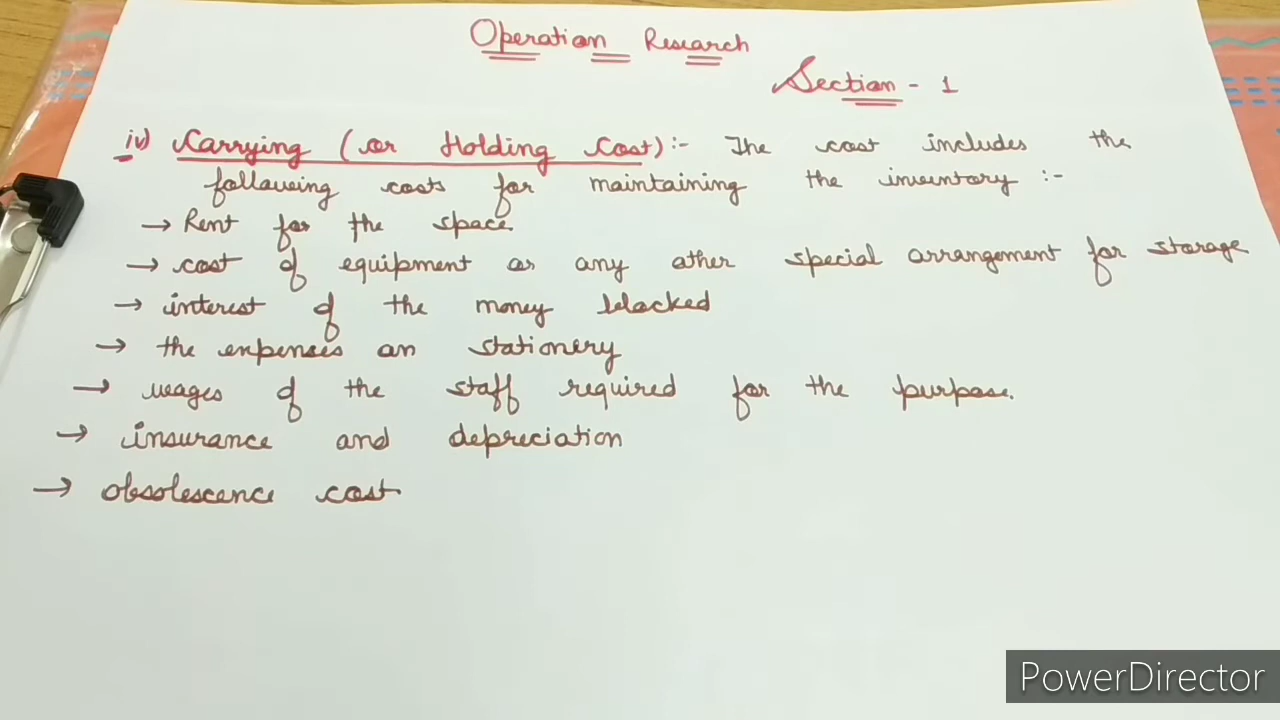 Operation Research
Section - 1
iv) Carrying (or Holding Cost) :- The cost includes the
following costs for maintaining the inventory :-
→ Rent for the space.
→ cost of equipment or any other special arrangement for storage
→ interest of the money blocked
→ the expenses on stationery
→ wages of the staff required for the purpose.
→ insurance and depreciation
→ obsolescence cost
PowerDirector